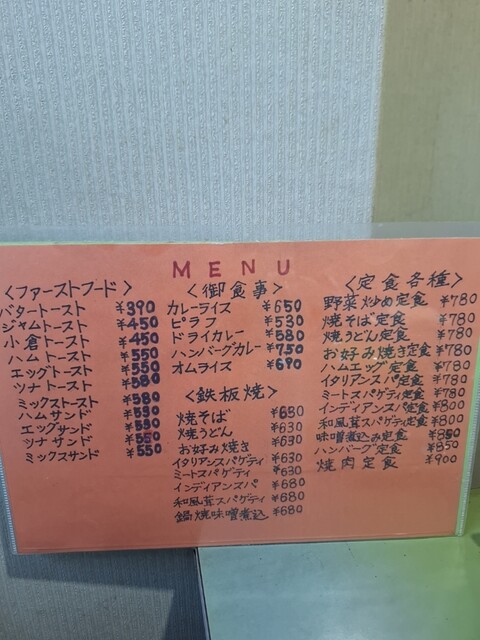 MENU
〈ファーストフード〉
バタートースト ¥390
ジャムトースト ¥450
小倉トースト ¥450
ハムトースト ¥550
エッグトースト ¥550
ツナトースト ¥580
ミックストースト ¥580
ハムサンド ¥530
エッグサンド ¥530
ツナサンド ¥550
ミックスサンド ¥550
〈御食事〉
カレーライス ¥650
ピラフ ¥530
ドライカレー ¥580
ハンバーグカレー ¥750
オムライス ¥690
〈鉄板焼〉
焼そば ¥630
焼うどん ¥630
お好み焼き ¥630
イタリアンスパゲティ ¥630
ミートスパゲティ ¥630
インディアンスパ ¥680
和風茸スパゲティ ¥680
鍋焼味噌煮込 ¥680
〈定食各種〉
野菜炒め定食 ¥780
焼そば定食 ¥780
焼うどん定食 ¥780
お好み焼き定食 ¥780
ハムエッグ定食 ¥780
イタリアンスパ定食 ¥780
ミートスパゲティ定食 ¥780
インディアンスパ定食 ¥800
和風茸スパゲティ定食 ¥800
味噌煮込み定食
ハンバーグ定食 ¥850
焼肉定食 ¥900